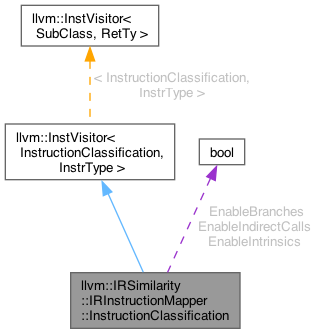 llvm::InstVisitor<
SubClass, RetTy >
< InstructionClassification,
InstrType >
llvm::InstVisitor<
InstructionClassification,
InstrType >
bool
EnableBranches
EnableIndirectCalls
EnableIntrinsics
llvm::IRSimilarity
::IRInstructionMapper
::InstructionClassification